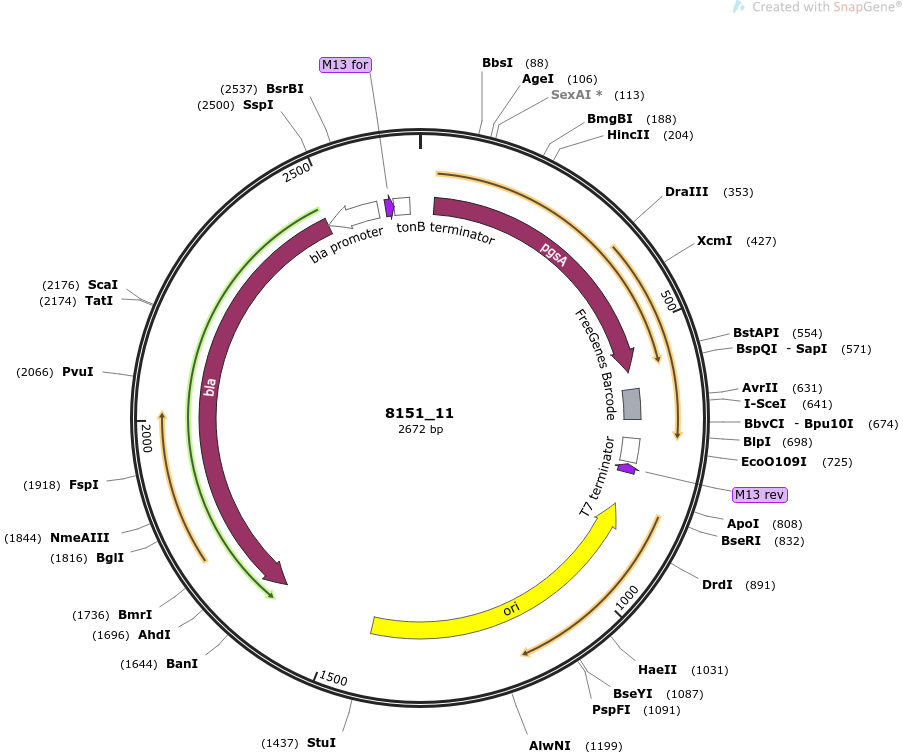 Created with SnapGene®
M13 for
(2537) BsrBI
(2500) SspI
BbsI (88)
AgeI (106)
SexAI * (113)
BmgBI (188)
HincII (204)
DraIII (353)
XcmI (427)
BstAPI (554)
BspQI - SapI (571)
AvrII (631)
I-SceI (641)
BbvCI - Bpu10I (674)
BlpI (698)
EcoO109I (725)
M13 rev
ApoI (808)
BseRI (832)
DrdI (891)
HaeII (1031)
BseYI (1087)
PspFI (1091)
AlwNI (1199)
(1437) StuI
(1644) BanI
(1696) AhdI
(1736) BmrI
(1816) BglI
(1844) NmeAIII
(1918) FspI
(2066) PvuI
(2174) TatI
(2176) ScaI
500
1000
1500
2000
2500
bla promoter
tonB terminator
pgsA
FreeGenes Barcode
T7 terminator
ori
bla
8151_11
2672 bp